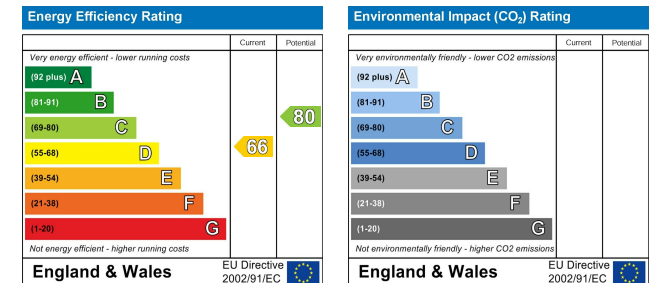 Energy Efficiency Rating
Current Potential
Very energy efficient - lower running costs
(92 plus) A
(81-91) B
(69-80) C
(55-68) D
(39-54) E
(21-38) F
(1-20) G
66
80
Not energy efficient - higher running costs
England & Wales
EU Directive
2002/91/EC
Environmental Impact (CO₂) Rating
Current Potential
Very environmentally friendly - lower CO2 emissions
(92 plus) A
(81-91) B
(69-80) C
(55-68) D
(39-54) E
(21-38) F
(1-20) G
Not environmentally friendly - higher CO2 emissions
England & Wales
EU Directive
2002/91/EC